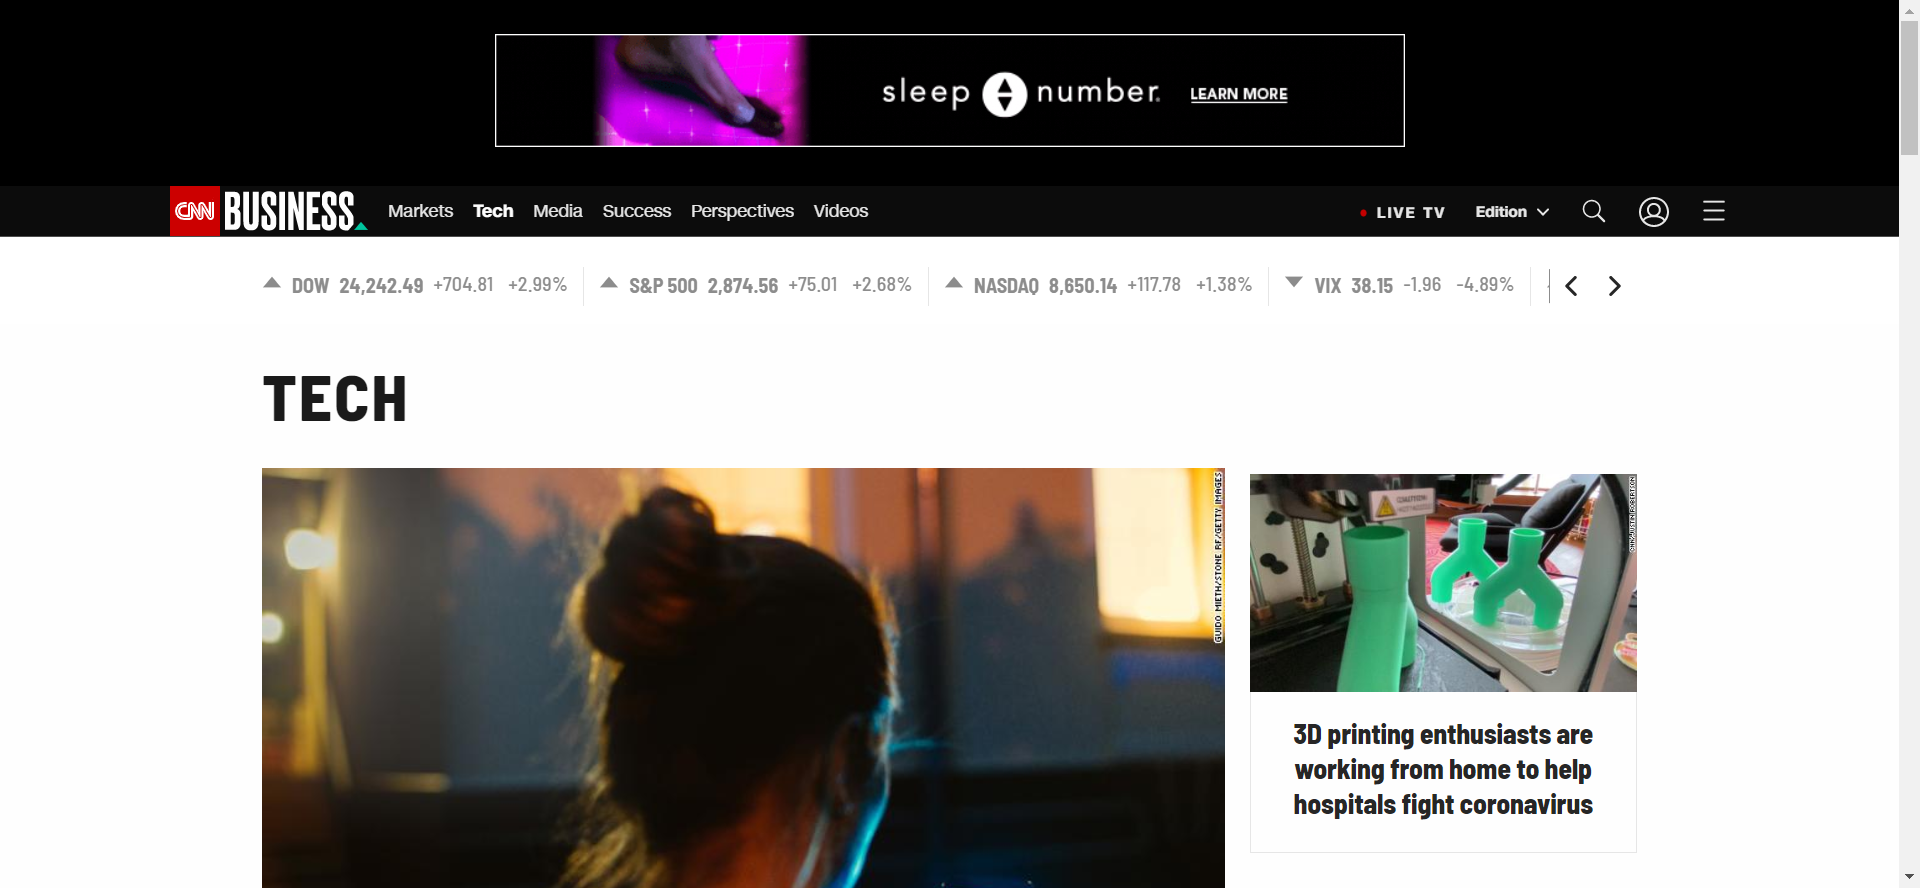 sleep number. LEARN MORE
CNN BUSINESS Markets Tech Media Success Perspectives Videos LIVE TV Edition
DOW 24,242.49 +704.81 +2.99% S&P 500 2,874.56 +75.01 +2.68% NASDAQ 8,650.14 +117.78 +1.38% VIX 38.15 -1.96 -4.89%
TECH
GUIDO MIETH/STONE RF/GETTY IMAGES
CAUTION
3D printing enthusiasts are
working from home to help
hospitals fight coronavirus